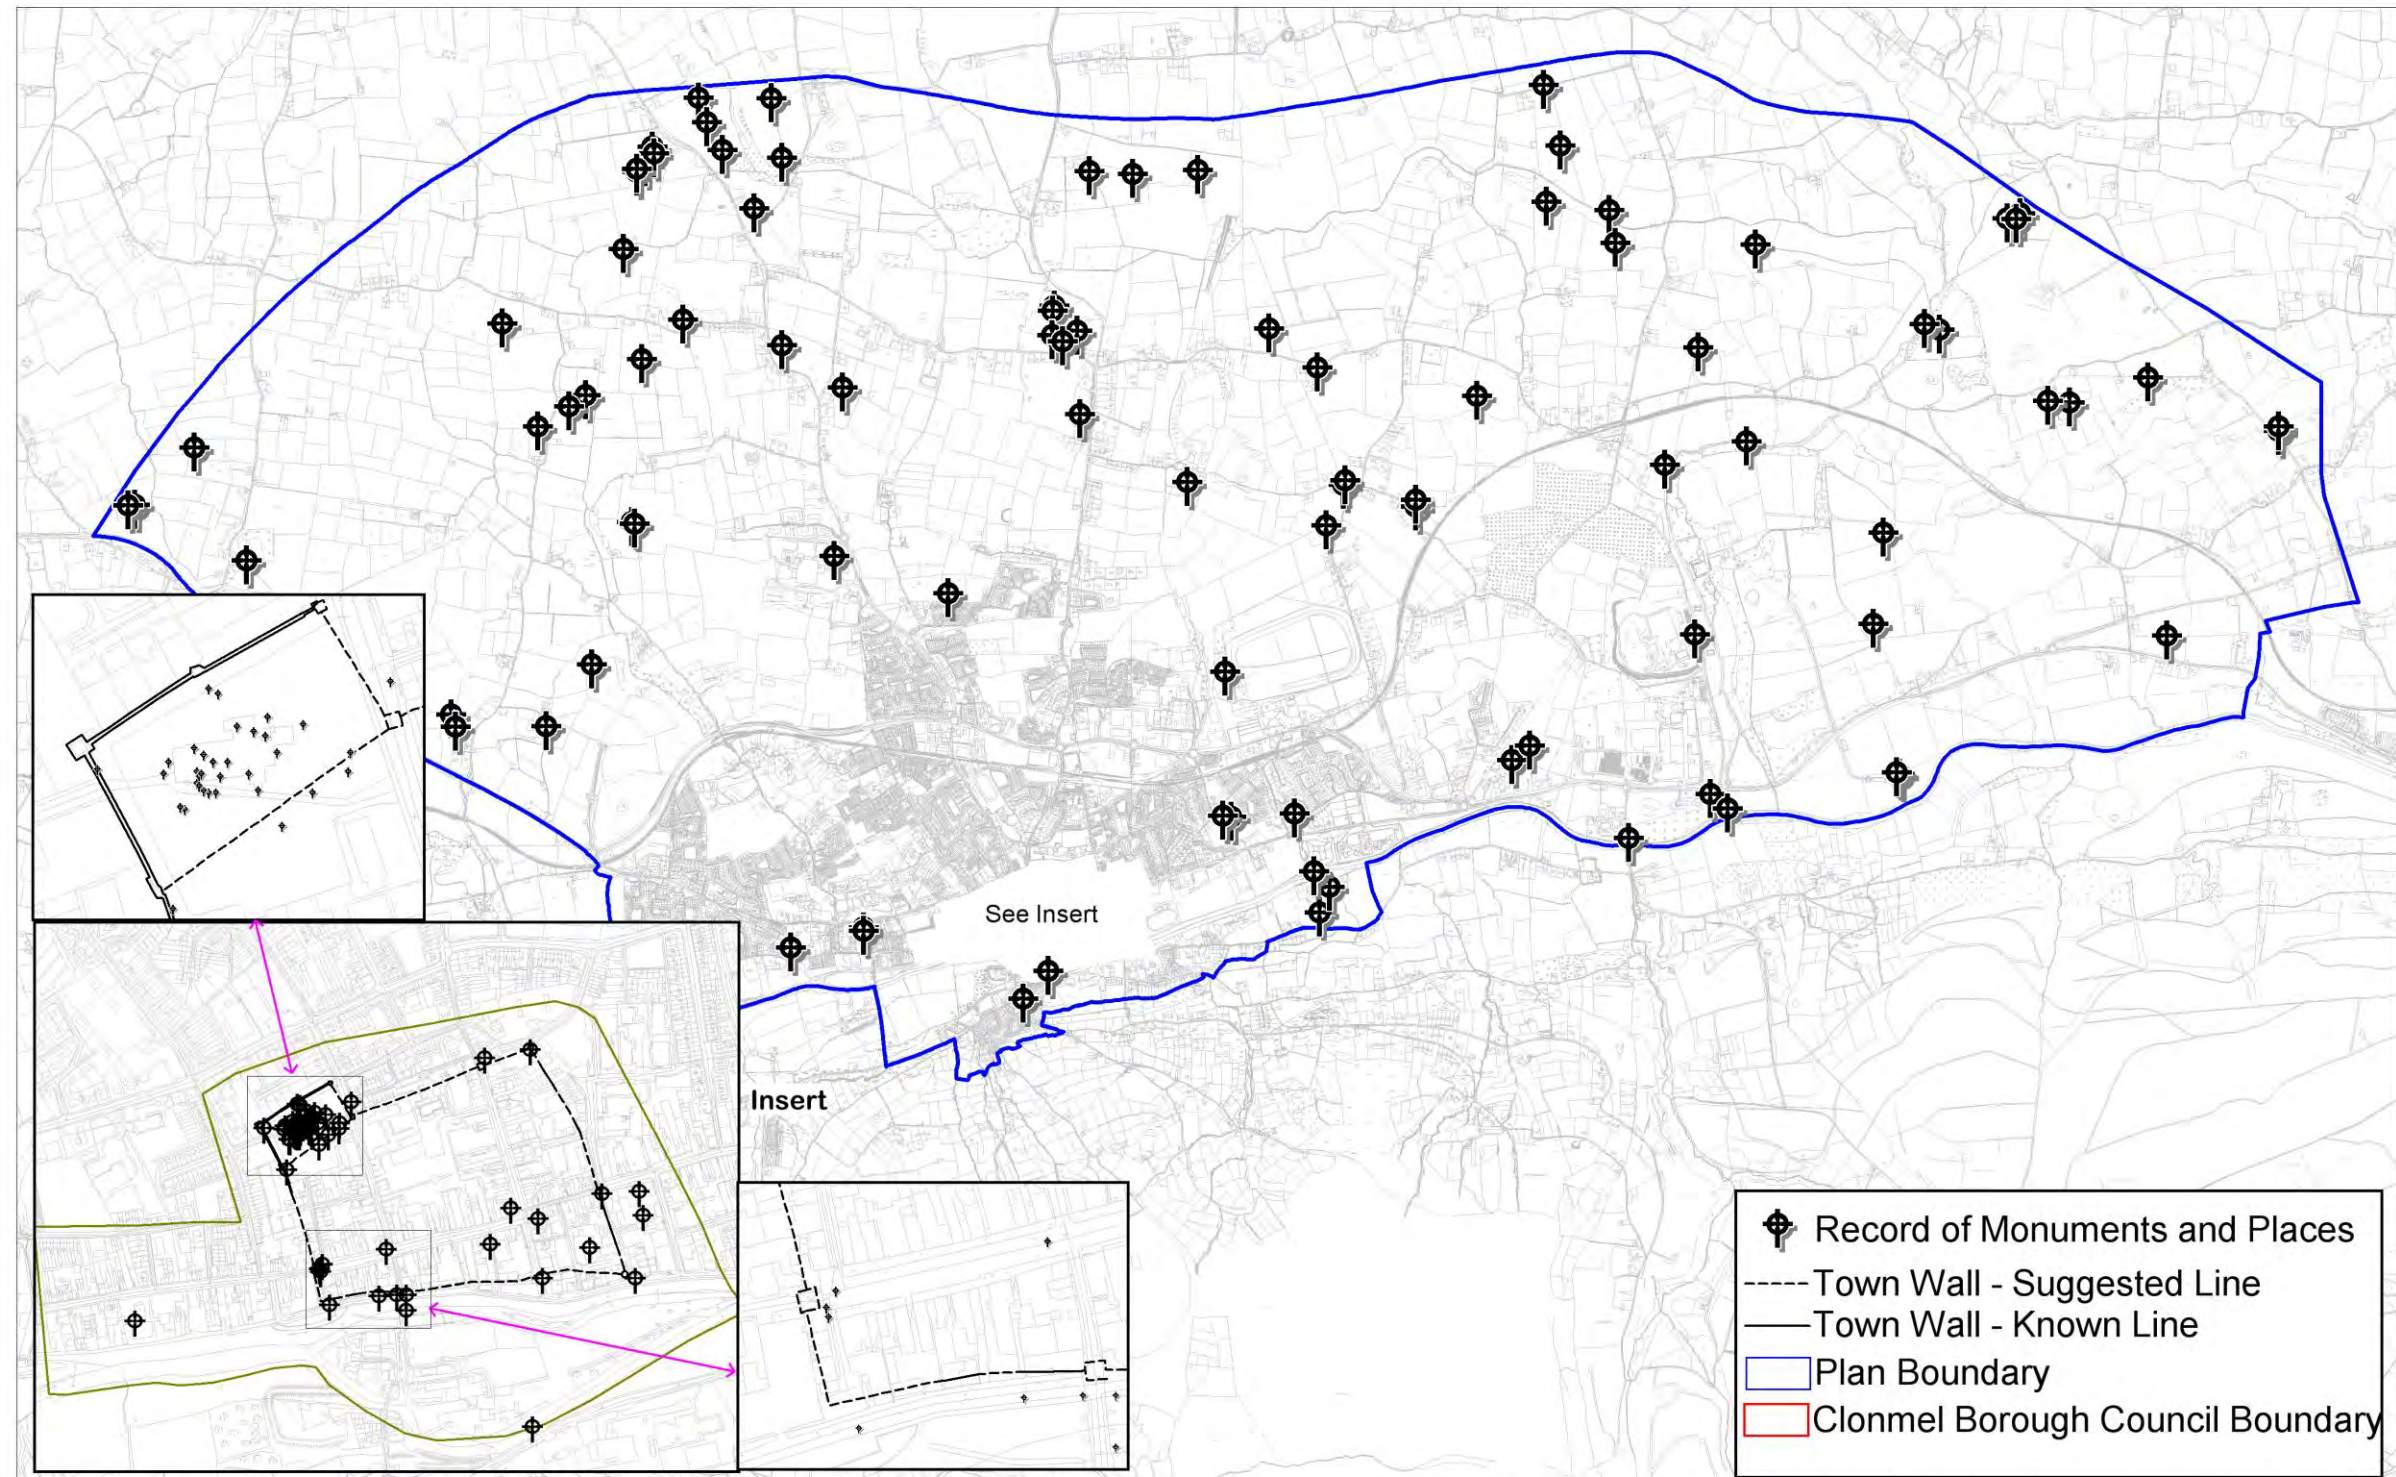 See Insert
Insert
Record of Monuments and Places
Town Wall - Suggested Line
Town Wall - Known Line
Plan Boundary
Clonmel Borough Council Boundary